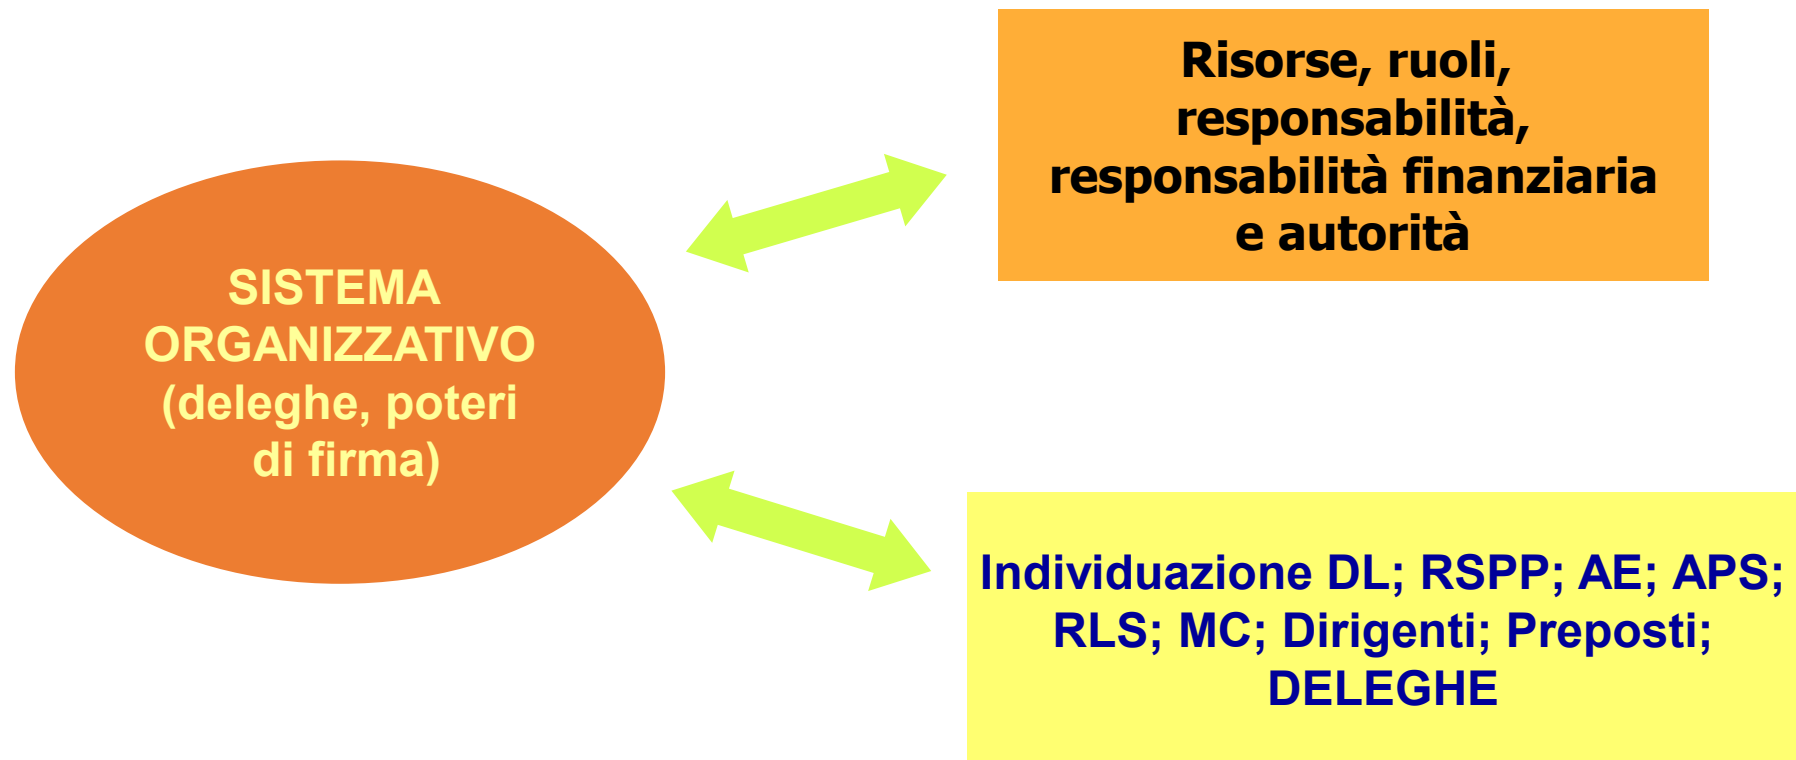 SISTEMA
ORGANIZZATIVO
(deleghe, poteri
di firma)
Risorse, ruoli,
responsabilità,
responsabilità finanziaria
e autorità
Individuazione DL; RSPP; AE; APS;
RLS; MC; Dirigenti; Preposti;
DELEGHE